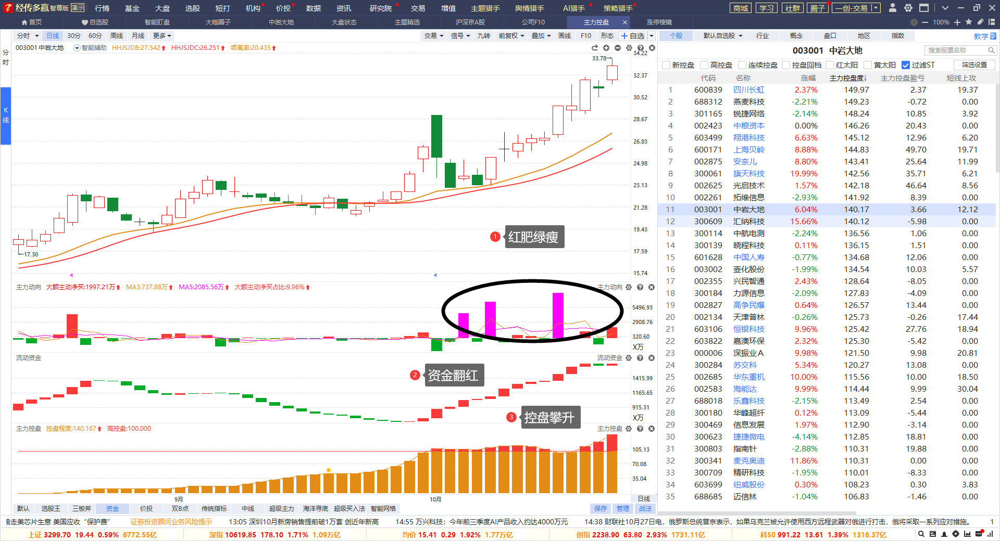 经传多赢 智尊版 演示 行情 基金 大盘 选股 短打 机构 价投 数据 资讯 研究院 交易 增值 主题猎手 舆情猎手 AI猎手 策略猎手 商城 学习 社群 圈子 一创-交易
首页 自选股 智能盯盘 大咖圈子 中岩大地 大盘状态 主题精选 沪深京A股 公司F10 主力控盘 涨停棱镜 100%
分时 日线 30分 60分 周线 月线 更多 交易 信号 九转 前复权 叠加 画线 F10 形态 自选 个股 默认自选股 行业 概念 盘口 地区 指数 教学
003001 中岩大地 智能辅助 HHJSJDB:27.542 HHJSJDC:26.251 乖离率:20.435
分时
K线
003001 中岩大地 搜索股票名称
新控盘 高控盘 连续控盘 控盘回档 红太阳 黄太阳 过滤ST 筛选设置
代码 名称 涨幅 主力控盘度↓ 主力控盘盈亏 短线上攻
34.22
33.78
32.37
30.52
28.67
26.83
24.98
23.13
21.28
19.43
17.59
15.74
17.30
1 红肥绿瘦
主力动向 大额主动净买:1997.21万 MA3:737.88万 MA5:2085.56万 大额主动净买占比:9.96% 主力动向
5496.93
2908.76
320.60
X万
流动资金 流动资金
2 资金翻红
1415.99
1165.65
915.31
X万
3 控盘攀升
主力控盘 控盘程度:140.167 高控盘:100.000 主力控盘
105.13
70.08
35.04
9月 10月 日线
1 600839 四川长虹 2.37% 149.97 2.37 19.37
2 688312 燕麦科技 -2.21% 149.23 -0.72 0.00
3 301165 锐捷网络 -2.14% 148.24 10.85 3.92
4 002423 中粮资本 0.00% 146.26 20.43 0.00
5 603499 翔港科技 6.63% 145.12 12.96 6.20
6 600171 上海贝岭 8.88% 144.83 49.70 19.71
7 002875 安奈儿 8.80% 143.41 25.64 11.99
8 300061 旗天科技 19.99% 142.56 35.71 6.21
9 002625 光启技术 1.57% 142.18 46.64 8.56
10 002261 拓维信息 -2.93% 141.92 8.39 0.00
11 003001 中岩大地 6.04% 140.17 3.66 12.12
12 300609 汇纳科技 15.66% 140.12 -5.98 0.00
13 300114 中航电测 -2.24% 136.56 1.06 0.00
14 300139 晓程科技 0.11% 136.15 1.51 0.00
15 601628 中国人寿 -0.77% 134.68 12.06 0.00
16 003002 壶化股份 -1.99% 134.54 10.03 5.57
17 002355 兴民智通 2.43% 128.64 -8.05 0.00
18 300184 力源信息 -2.09% 127.83 -4.09 0.00
19 002827 高争民爆 0.64% 126.57 13.44 0.00
20 002134 天津普林 -0.26% 125.73 -0.26 17.44
21 603106 恒银科技 9.96% 125.42 27.76 18.94
22 603822 嘉澳环保 2.32% 125.30 -5.42 0.00
23 000006 深振业A 9.98% 121.50 9.98 20.81
24 300284 苏交科 5.34% 120.27 13.08 0.00
25 002685 华东重机 10.00% 115.56 10.00 18.50
26 002583 海能达 9.99% 114.44 9.99 30.04
27 688018 乐鑫科技 -2.15% 113.49 2.54 0.00
28 300180 华峰超纤 0.12% 113.09 -5.44 0.00
29 300469 信息发展 1.97% 112.90 -3.14 0.00
30 300623 捷捷微电 -4.14% 112.85 18.81 0.00
31 300803 指南针 -2.88% 110.31 19.88 0.00
32 300341 麦克奥迪 11.86% 110.31 0.00 0.00
33 300709 精研科技 -1.95% 110.01 -8.33 0.00
34 603699 纽威股份 0.30% 108.23 0.30 3.83
35 688685 迈信林 -1.04% 106.83 -1.46 0.00
默认 选股王 三板斧 资金 价投 双B点 传统指标 中线 超级主力 海洋寻底 超级买入法 智能网格 保存 管理 战法
偷走美芯片生意 美国应收“保护费” 证券投资顾问业务风险提示 13:05 深圳10月新房销售提前破1万套 创近年新高 14:55 万兴科技：今年前三季度AI产品收入约达4000万元 14:38 财联社10月27日电，俄罗斯总统普京表示，如果乌克兰被允许使用西方远程武器对俄进行打击，俄将采取一系列应对措施。 1
上证 3299.70 19.44 0.59% 6772.55亿 深指 10619.85 178.10 1.71% 1.09万亿 均价 15.41 0.29 1.92% 1.77万亿 创指 2238.90 63.80 2.93% 1731.11亿 科50 991.22 13.61 1.39% 1316.37亿